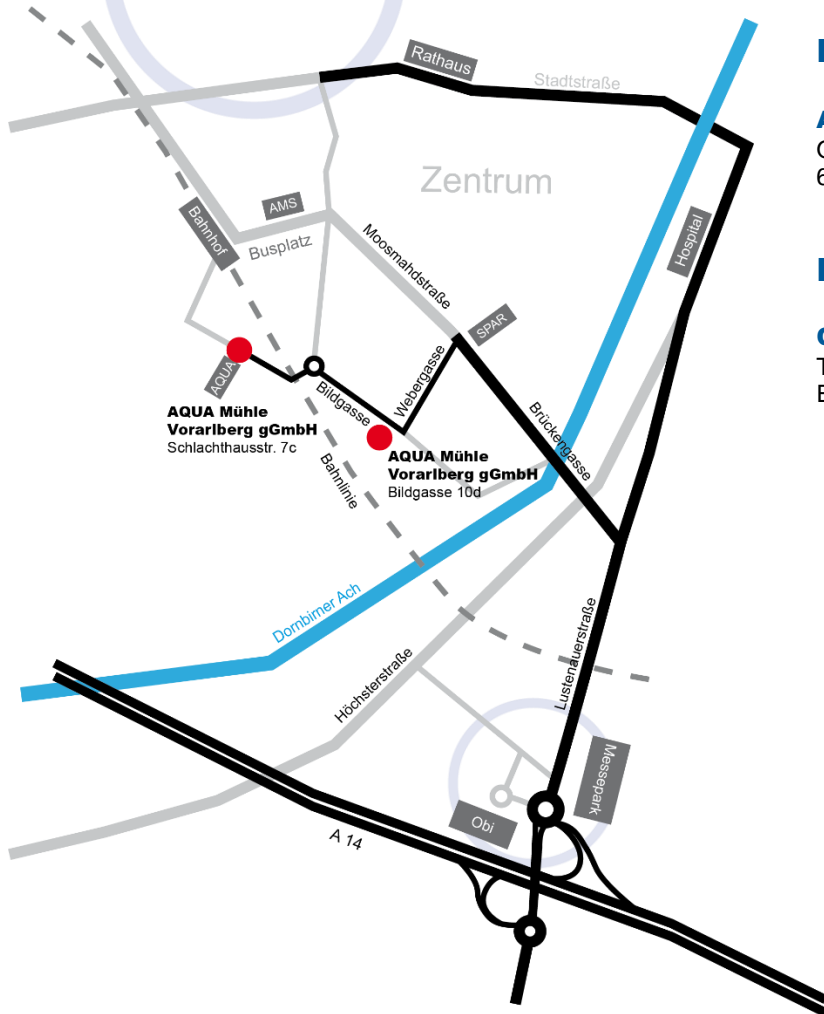 Rathaus
Stadtstraße
Zentrum
AMS
Bahnhof
Busplatz
Moosmahdstraße
Hospital
SPAR
AQUA
Bildgasse
Webergasse
Brückengasse
AQUA Mühle
Vorarlberg gGmbH
Schlachthausstr. 7c
AQUA Mühle
Vorarlberg gGmbH
Bildgasse 10d
Bahnlinie
Dornbirner Ach
Höchsterstraße
Lustenauerstraße
Messepark
Obi
A 14